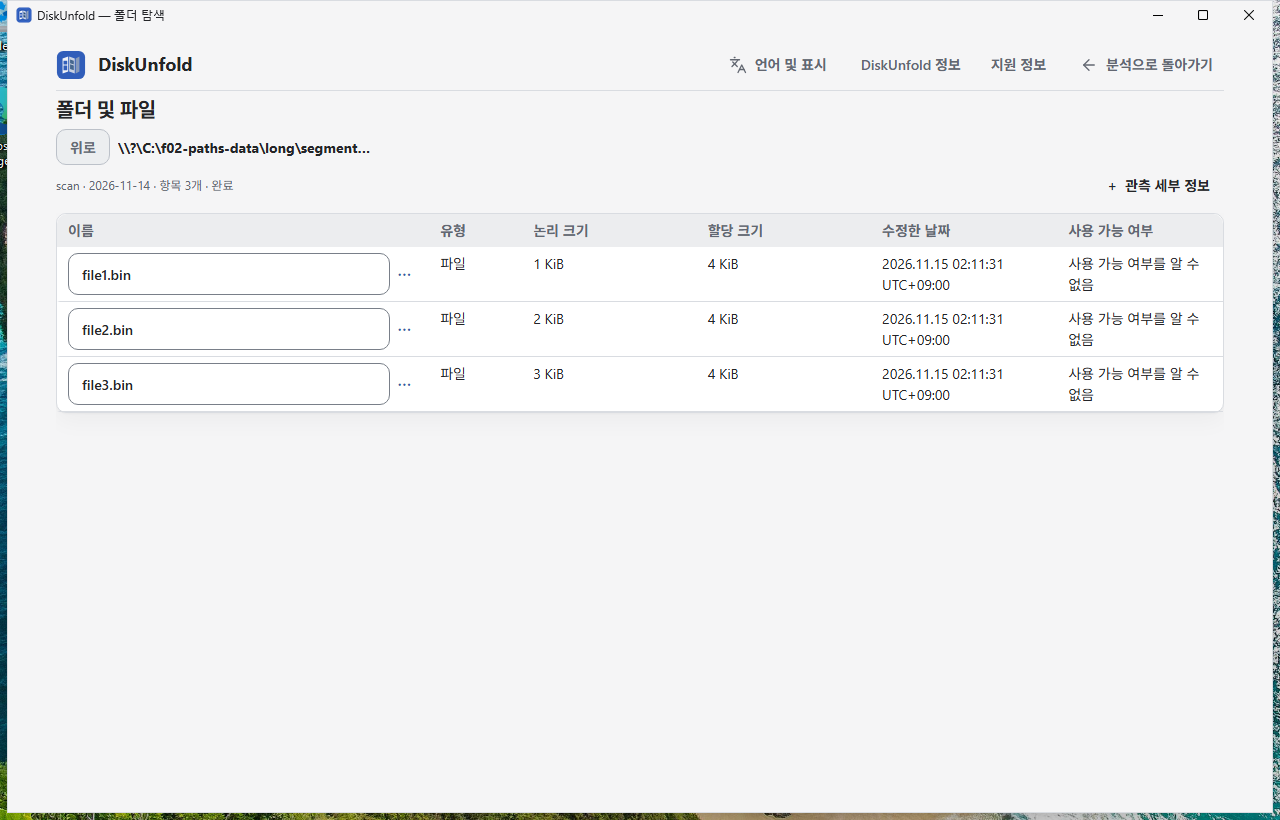 DiskUnfold — 폴더 탐색
DiskUnfold
언어 및 표시
DiskUnfold 정보
지원 정보
← 분석으로 돌아가기
폴더 및 파일
위로
\\?\C:\f02-paths-data\long\segment...
scan · 2026-11-14 · 항목 3개 · 완료
+ 관측 세부 정보
이름 유형 논리 크기 할당 크기 수정한 날짜 사용 가능 여부
file1.bin ... 파일 1 KiB 4 KiB 2026.11.15 02:11:31 사용 가능 여부를 알 수
UTC+09:00 없음
file2.bin ... 파일 2 KiB 4 KiB 2026.11.15 02:11:31 사용 가능 여부를 알 수
UTC+09:00 없음
file3.bin ... 파일 3 KiB 4 KiB 2026.11.15 02:11:31 사용 가능 여부를 알 수
UTC+09:00 없음